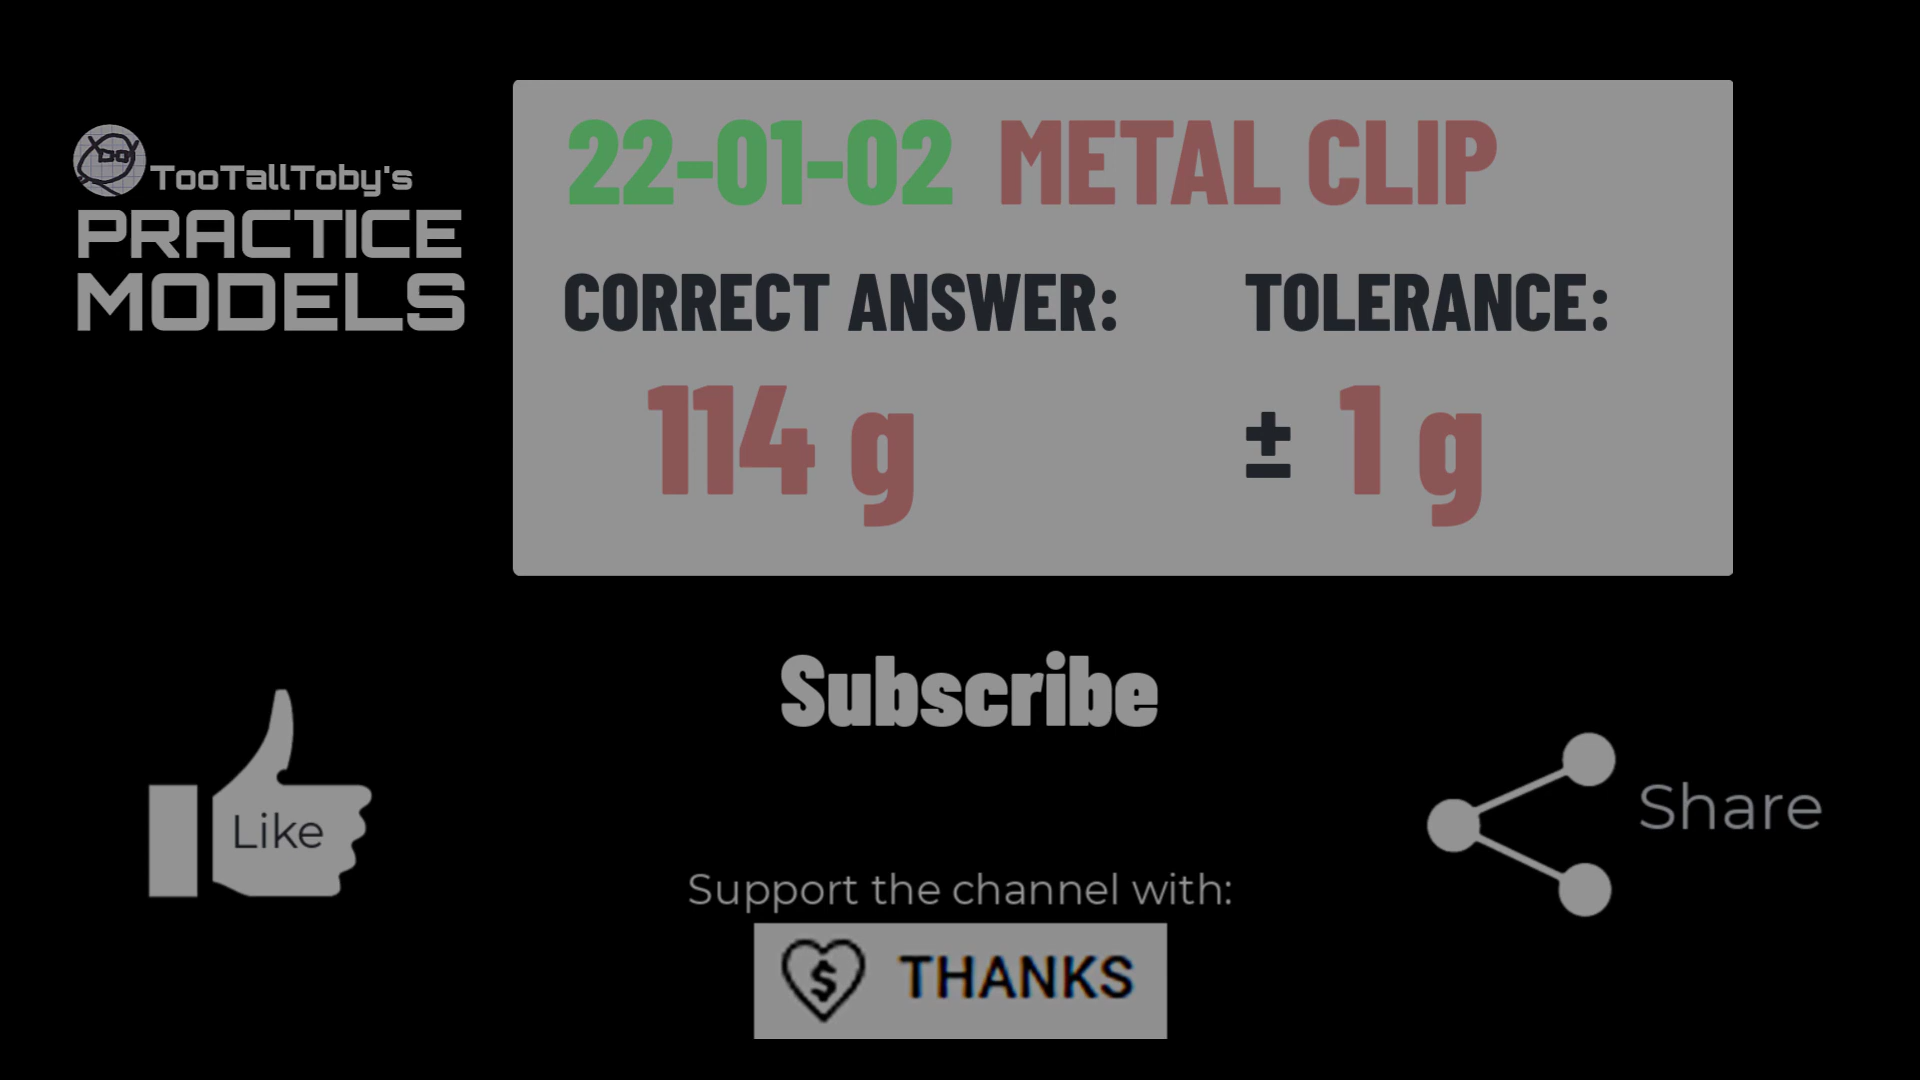 TooTallToby's
PRACTICE
MODELS
22-01-02 METAL CLIP
CORRECT ANSWER: TOLERANCE:
114 g ± 1 g
Subscribe
Like
Share
Support the channel with:
$ THANKS